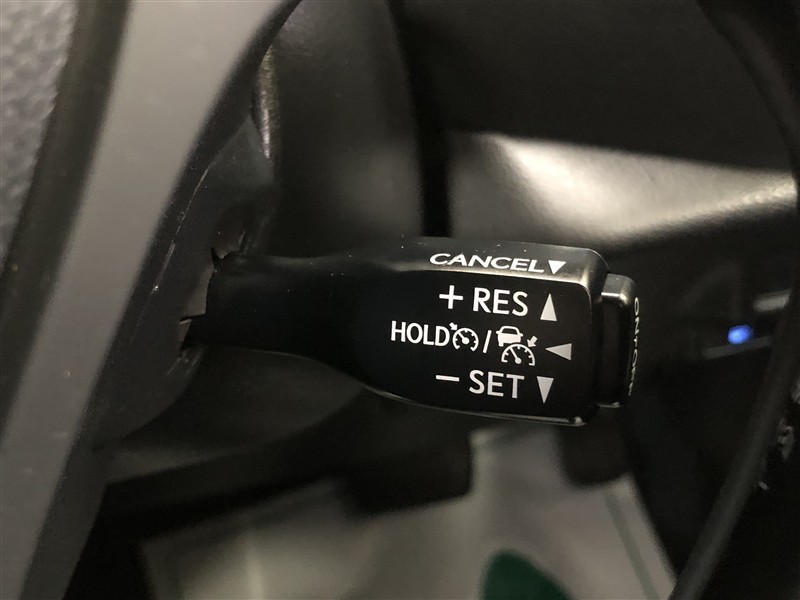 CANCEL▼
+ RES ▲
HOLD / ◀
− SET ▼
ON/OFF